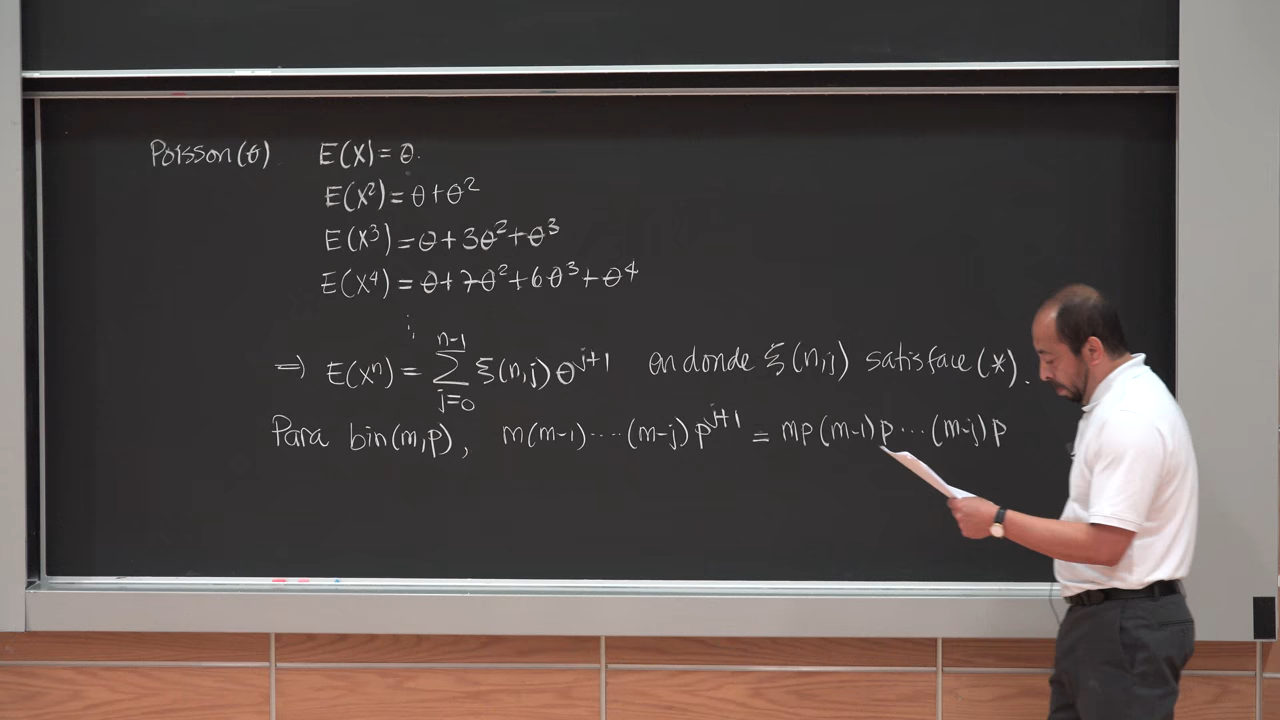 Poisson(θ) E(X)=θ.
E(X²)=θ+θ²
E(X³)=θ+3θ²+θ³
E(X⁴)=θ+7θ²+6θ³+θ⁴
⋮
⇒ E(Xⁿ) = ∑_{j=0}^{n-1} ξ(n,j) θ^{j+1} en donde ξ(n,j) satisface (*).
Para bin(m,p), m(m-1)....(m-j) p^{j+1} = mp(m-1)p...(m-j)p